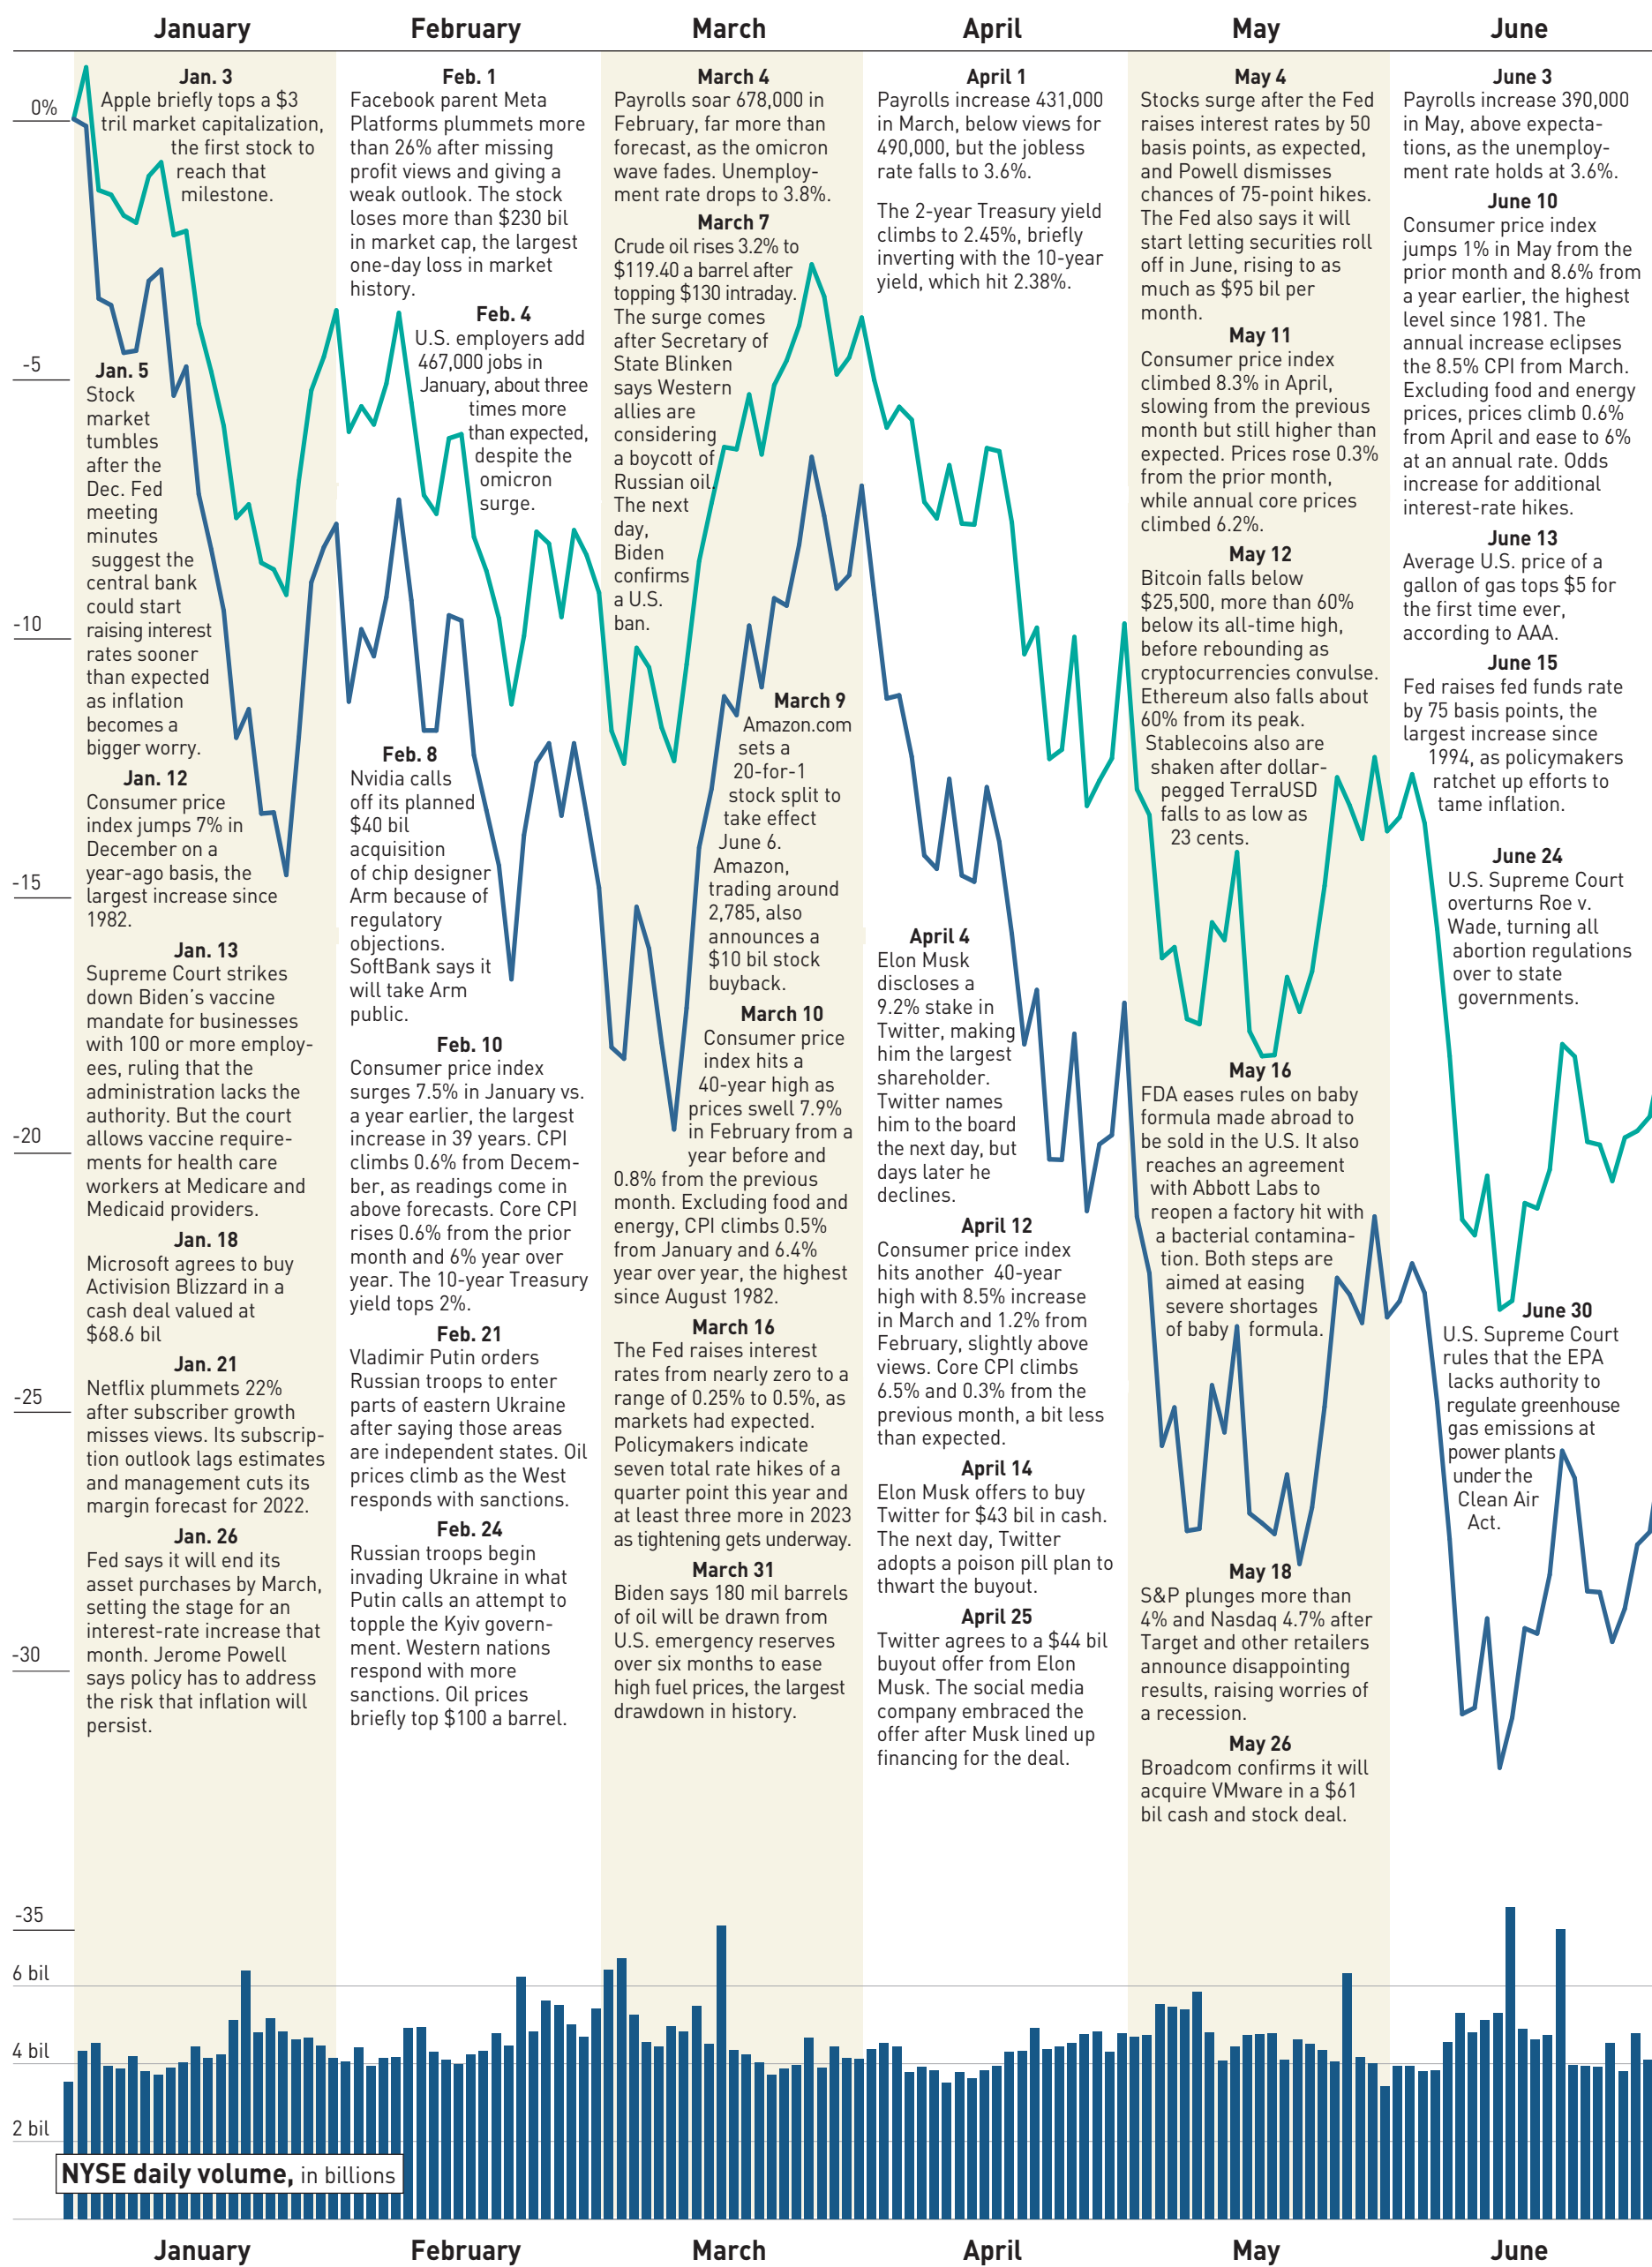 January
February
March
April
May
June
0%
-5
-10
-15
-20
-25
-30
-35
6 bil
4 bil
2 bil
Jan. 3
Apple briefly tops a $3
tril market capitalization,
the first stock to
reach that
milestone.
Jan. 5
Stock
market
tumbles
after the
Dec. Fed
meeting
minutes
suggest the
central bank
could start
raising interest
rates sooner
than expected
as inflation
becomes a
bigger worry.
Jan. 12
Consumer price
index jumps 7% in
December on a
year-ago basis, the
largest increase since
1982.
Jan. 13
Supreme Court strikes
down Biden's vaccine
mandate for businesses
with 100 or more employ-
ees, ruling that the
administration lacks the
authority. But the court
allows vaccine require-
ments for health care
workers at Medicare and
Medicaid providers.
Jan. 18
Microsoft agrees to buy
Activision Blizzard in a
cash deal valued at
$68.6 bil
Jan. 21
Netflix plummets 22%
after subscriber growth
misses views. Its subscrip-
tion outlook lags estimates
and management cuts its
margin forecast for 2022.
Jan. 26
Fed says it will end its
asset purchases by March,
setting the stage for an
interest-rate increase that
month. Jerome Powell
says policy has to address
the risk that inflation will
persist.
Feb. 1
Facebook parent Meta
Platforms plummets more
than 26% after missing
profit views and giving a
weak outlook. The stock
loses more than $230 bil
in market cap, the largest
one-day loss in market
history.
Feb. 4
U.S. employers add
467,000 jobs in
January, about three
times more
than expected,
despite the
omicron
surge.
Feb. 8
Nvidia calls
off its planned
$40 bil
acquisition
of chip designer
Arm because of
regulatory
objections.
SoftBank says it
will take Arm
public.
Feb. 10
Consumer price index
surges 7.5% in January vs.
a year earlier, the largest
increase in 39 years. CPI
climbs 0.6% from Decem-
ber, as readings come in
above forecasts. Core CPI
rises 0.6% from the prior
month and 6% year over
year. The 10-year Treasury
yield tops 2%.
Feb. 21
Vladimir Putin orders
Russian troops to enter
parts of eastern Ukraine
after saying those areas
are independent states. Oil
prices climb as the West
responds with sanctions.
Feb. 24
Russian troops begin
invading Ukraine in what
Putin calls an attempt to
topple the Kyiv govern-
ment. Western nations
respond with more
sanctions. Oil prices
briefly top $100 a barrel.
March 4
Payrolls soar 678,000 in
February, far more than
forecast, as the omicron
wave fades. Unemploy-
ment rate drops to 3.8%.
March 7
Crude oil rises 3.2% to
$119.40 a barrel after
topping $130 intraday.
The surge comes
after Secretary of
State Blinken
says Western
allies are
considering
a boycott of
Russian oil.
The next
day,
Biden
confirms
a U.S.
ban.
March 9
Amazon.com
sets a
20-for-1
stock split to
take effect
June 6.
Amazon,
trading around
2,785, also
announces a
$10 bil stock
buyback.
March 10
Consumer price
index hits a
40-year high as
prices swell 7.9%
in February from a
year before and
0.8% from the previous
month. Excluding food and
energy, CPI climbs 0.5%
from January and 6.4%
year over year, the highest
since August 1982.
March 16
The Fed raises interest
rates from nearly zero to a
range of 0.25% to 0.5%, as
markets had expected.
Policymakers indicate
seven total rate hikes of a
quarter point this year and
at least three more in 2023
as tightening gets underway.
March 31
Biden says 180 mil barrels
of oil will be drawn from
U.S. emergency reserves
over six months to ease
high fuel prices, the largest
drawdown in history.
April 1
Payrolls increase 431,000
in March, below views for
490,000, but the jobless
rate falls to 3.6%.
The 2-year Treasury yield
climbs to 2.45%, briefly
inverting with the 10-year
yield, which hit 2.38%.
April 4
Elon Musk
discloses a
9.2% stake in
Twitter, making
him the largest
shareholder.
Twitter names
him to the board
the next day, but
days later he
declines.
April 12
Consumer price index
hits another 40-year
high with 8.5% increase
in March and 1.2% from
February, slightly above
views. Core CPI climbs
6.5% and 0.3% from the
previous month, a bit less
than expected.
April 14
Elon Musk offers to buy
Twitter for $43 bil in cash.
The next day, Twitter
adopts a poison pill plan to
thwart the buyout.
April 25
Twitter agrees to a $44 bil
buyout offer from Elon
Musk. The social media
company embraced the
offer after Musk lined up
financing for the deal.
May 4
Stocks surge after the Fed
raises interest rates by 50
basis points, as expected,
and Powell dismisses
chances of 75-point hikes.
The Fed also says it will
start letting securities roll
off in June, rising to as
much as $95 bil per
month.
May 11
Consumer price index
climbed 8.3% in April,
slowing from the previous
month but still higher than
expected. Prices rose 0.3%
from the prior month,
while annual core prices
climbed 6.2%.
May 12
Bitcoin falls below
$25,500, more than 60%
below its all-time high,
before rebounding as
cryptocurrencies convulse.
Ethereum also falls about
60% from its peak.
Stablecoins also are
shaken after dollar-
pegged TerraUSD
falls to as low as
23 cents.
May 16
FDA eases rules on baby
formula made abroad to
be sold in the U.S. It also
reaches an agreement
with Abbott Labs to
reopen a factory hit with
a bacterial contamina-
tion. Both steps are
aimed at easing
severe shortages
of baby formula.
May 18
S&P plunges more than
4% and Nasdaq 4.7% after
Target and other retailers
announce disappointing
results, raising worries of
a recession.
May 26
Broadcom confirms it will
acquire VMware in a $61
bil cash and stock deal.
June 3
Payrolls increase 390,000
in May, above expecta-
tions, as the unemploy-
ment rate holds at 3.6%.
June 10
Consumer price index
jumps 1% in May from the
prior month and 8.6% from
a year earlier, the highest
level since 1981. The
annual increase eclipses
the 8.5% CPI from March.
Excluding food and energy
prices, prices climb 0.6%
from April and ease to 6%
at an annual rate. Odds
increase for additional
interest-rate hikes.
June 13
Average U.S. price of a
gallon of gas tops $5 for
the first time ever,
according to AAA.
June 15
Fed raises fed funds rate
by 75 basis points, the
largest increase since
1994, as policymakers
ratchet up efforts to
tame inflation.
June 24
U.S. Supreme Court
overturns Roe v.
Wade, turning all
abortion regulations
over to state
governments.
June 30
U.S. Supreme Court
rules that the EPA
lacks authority to
regulate greenhouse
gas emissions at
power plants
under the
Clean Air
Act.
NYSE daily volume, in billions
January
February
March
April
May
June